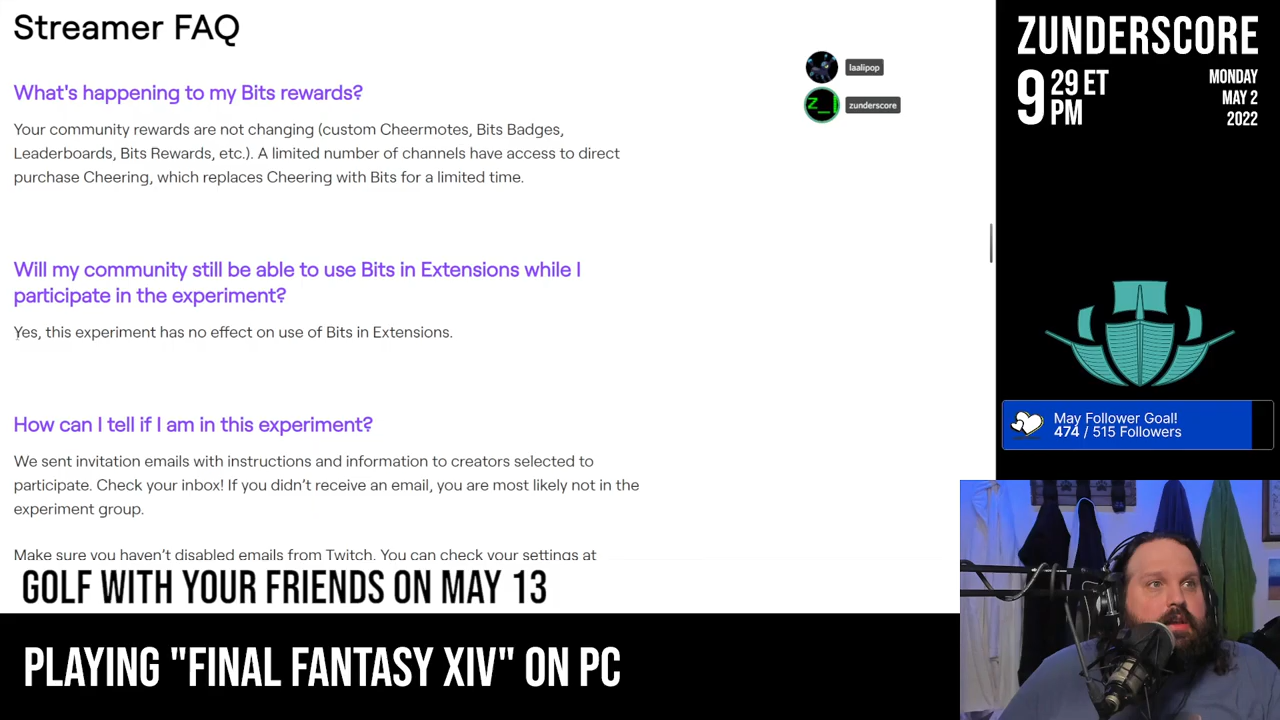 Streamer FAQ
What's happening to my Bits rewards?
Your community rewards are not changing (custom Cheermotes, Bits Badges,
Leaderboards, Bits Rewards, etc.). A limited number of channels have access to direct
purchase Cheering, which replaces Cheering with Bits for a limited time.
Will my community still be able to use Bits in Extensions while I
participate in the experiment?
Yes, this experiment has no effect on use of Bits in Extensions.
How can I tell if I am in this experiment?
We sent invitation emails with instructions and information to creators selected to
participate. Check your inbox! If you didn't receive an email, you are most likely not in the
experiment group.
Make sure you haven't disabled emails from Twitch. You can check your settings at
laalipop
z_
zunderscore
GOLF WITH YOUR FRIENDS ON MAY 13
PLAYING "FINAL FANTASY XIV" ON PC
ZUNDERSCORE
9 29 ET
PM
MONDAY
MAY 2
2022
May Follower Goal!
474 / 515 Followers